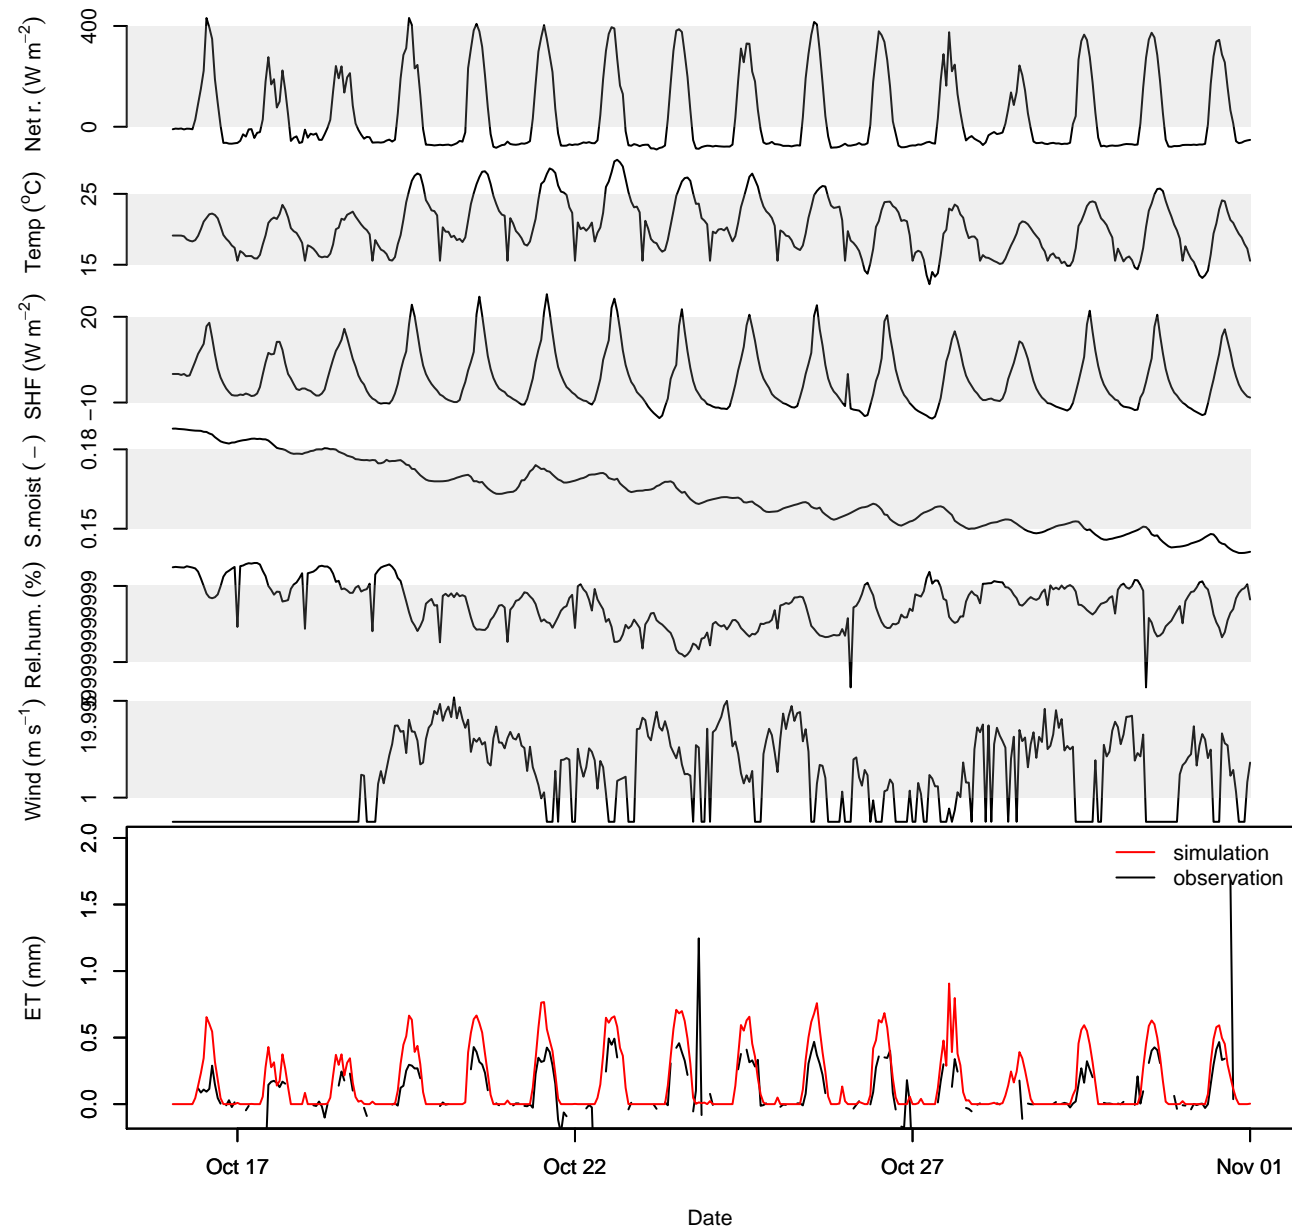 Net r. (W m−2)
400
0
Temp (oC)
25
15
SHF (W m−2)
20
−10
S.moist (−)
0.18
0.15
Rel.hum. (%)
Wind (m s−1)
1
ET (mm)
2.0
1.5
1.0
0.5
0.0
simulation
observation
Oct 17
Oct 22
Oct 27
Nov 01
Date